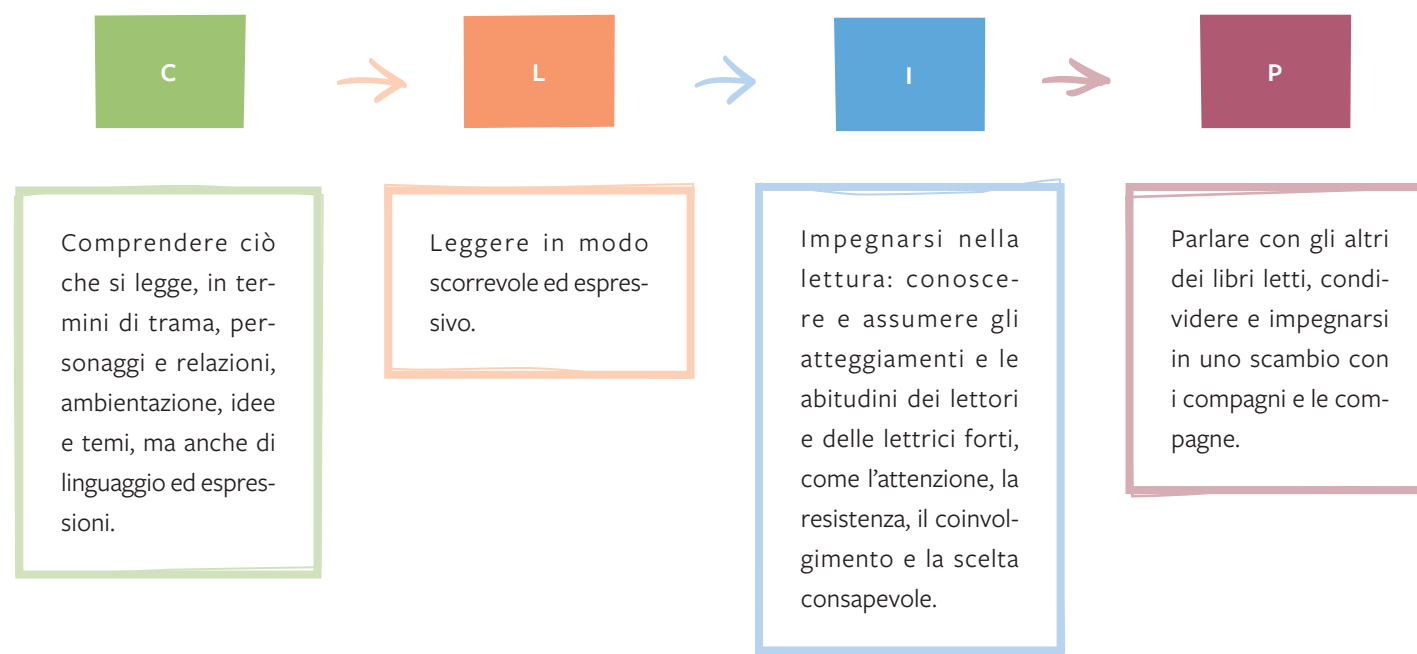 C
L
I
P
Comprendere ciò
che si legge, in ter-
mini di trama, per-
sonaggi e relazioni,
ambientazione, idee
e temi, ma anche di
linguaggio ed espres-
sioni.
Leggere in modo
scorrevole ed espres-
sivo.
Impegnarsi nella
lettura: conosce-
re e assumere gli
atteggiamenti e le
abitudini dei lettori
e delle lettrici forti,
come l’attenzione, la
resistenza, il coinvol-
gimento e la scelta
consapevole.
Parlare con gli altri
dei libri letti, condi-
videre e impegnarsi
in uno scambio con
i compagni e le com-
pagne.